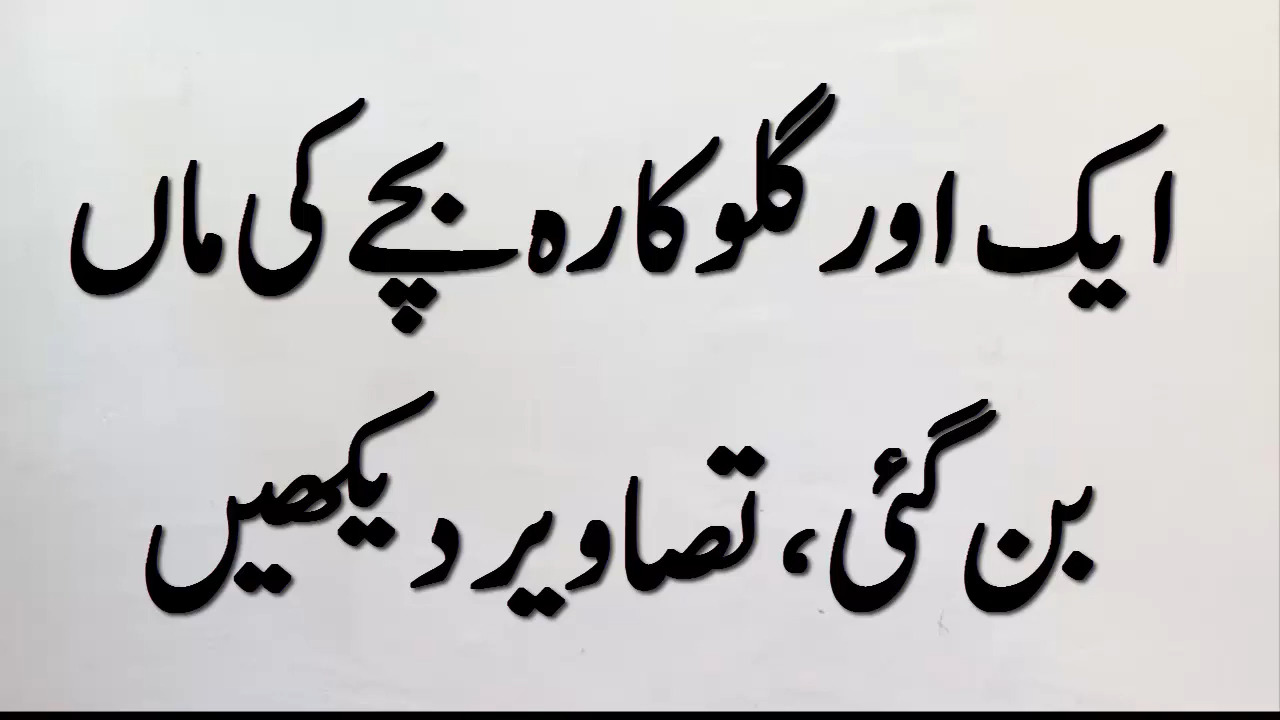 ایک اور گلوکارہ بچے کی ماں
بن گئی، تصاویر دیکھیں